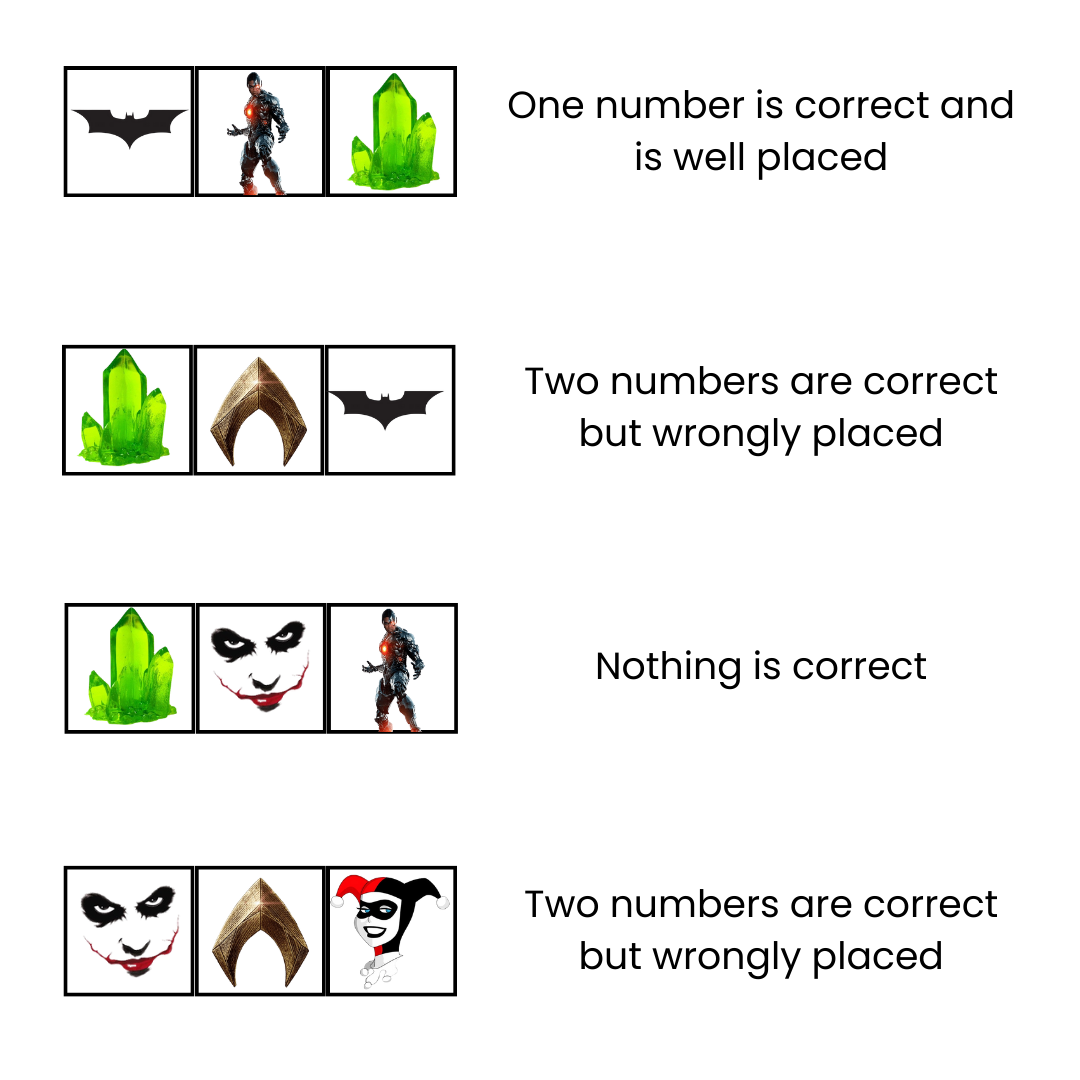 One number is correct and
is well placed
Two numbers are correct
but wrongly placed
Nothing is correct
Two numbers are correct
but wrongly placed